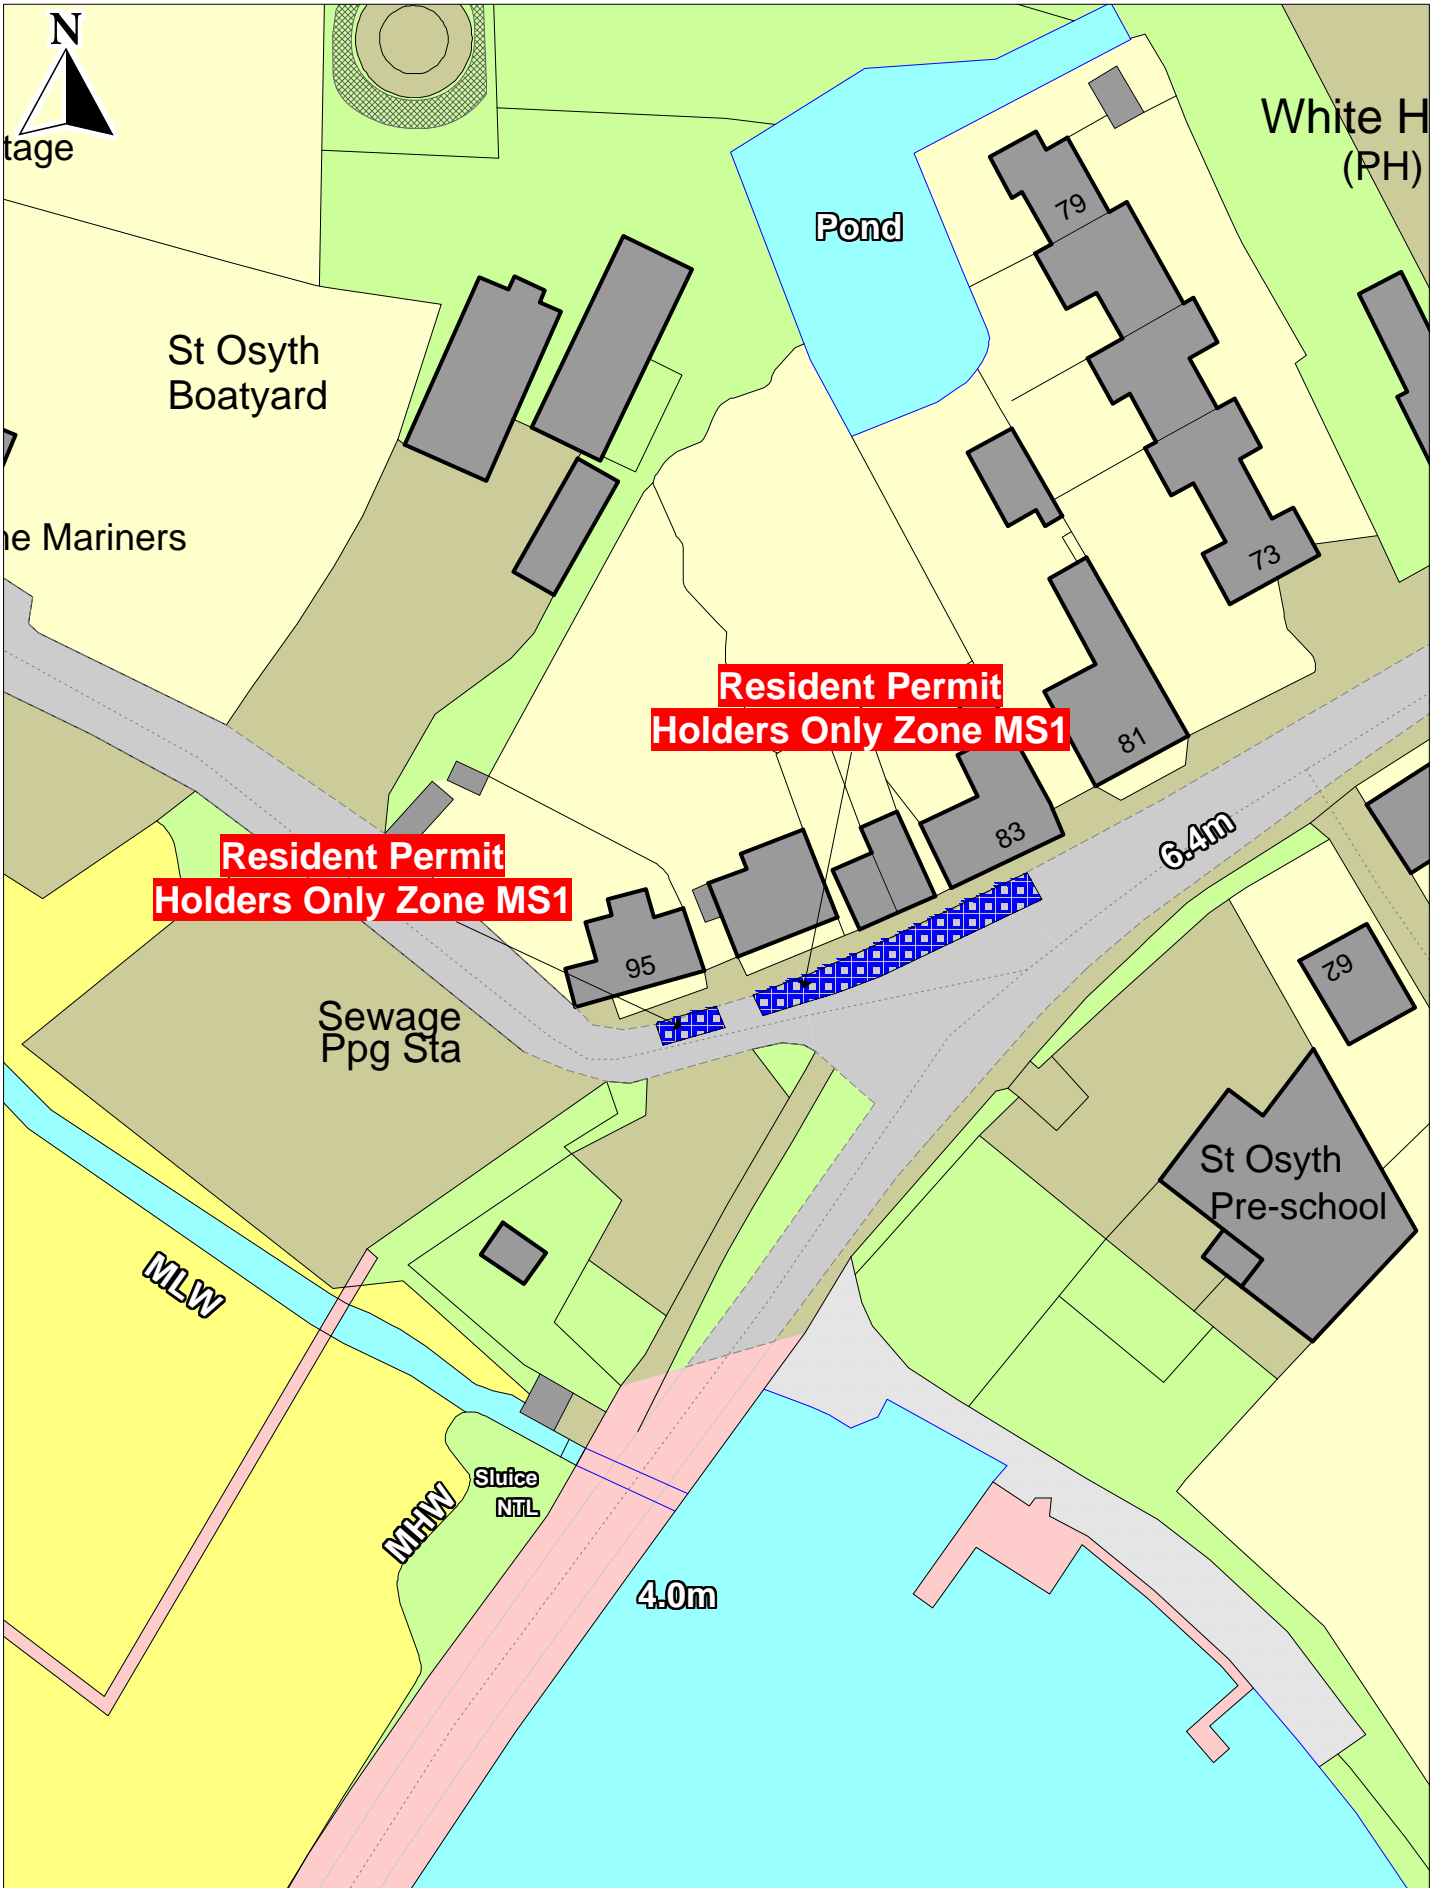 N
tage
White H
(PH)
79
Pond
St Osyth
Boatyard
ne Mariners
73
Resident Permit
Holders Only Zone MS1
81
83
6.4m
Resident Permit
Holders Only Zone MS1
95
62
Sewage
Ppg Sta
St Osyth
Pre-school
MLW
Sluice
NTL
MHW
4.0m